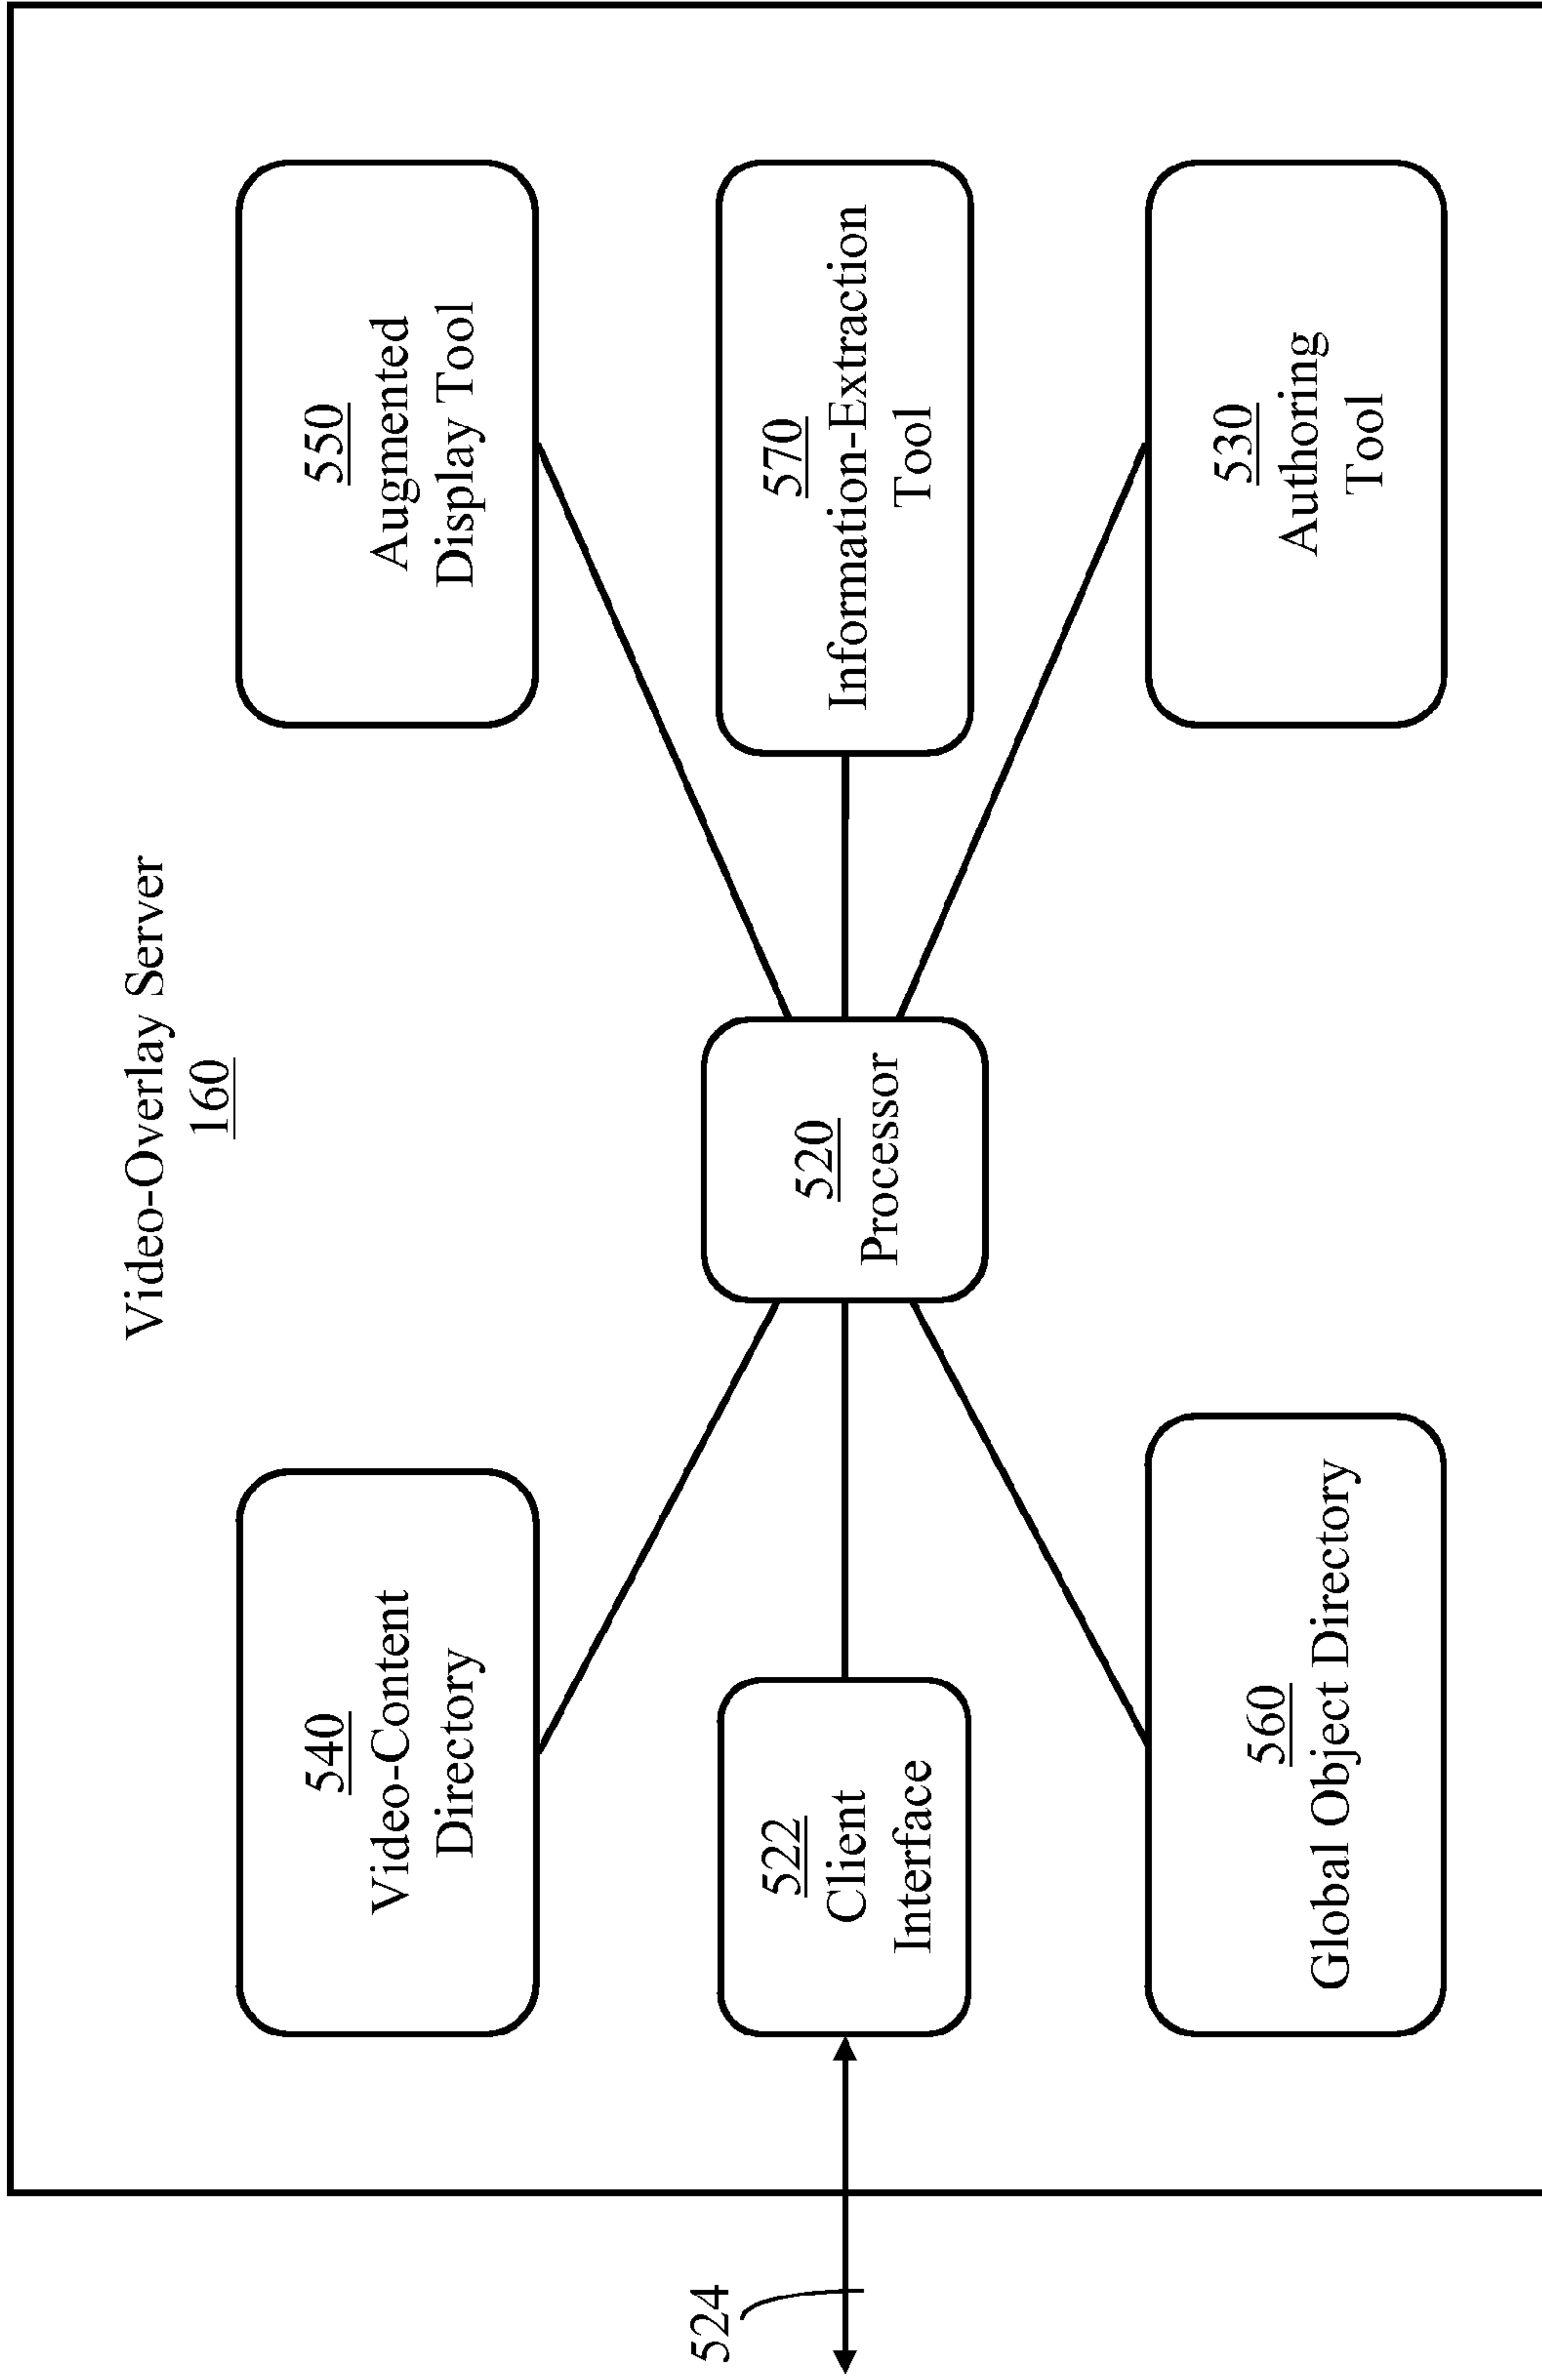 Video-Overlay Server
160
540
Video-Content
Directory
550
Augmented
Display Tool
524
522
Client
Interface
520
Processor
570
Information-Extraction
Tool
560
Global Object Directory
530
Authoring
Tool